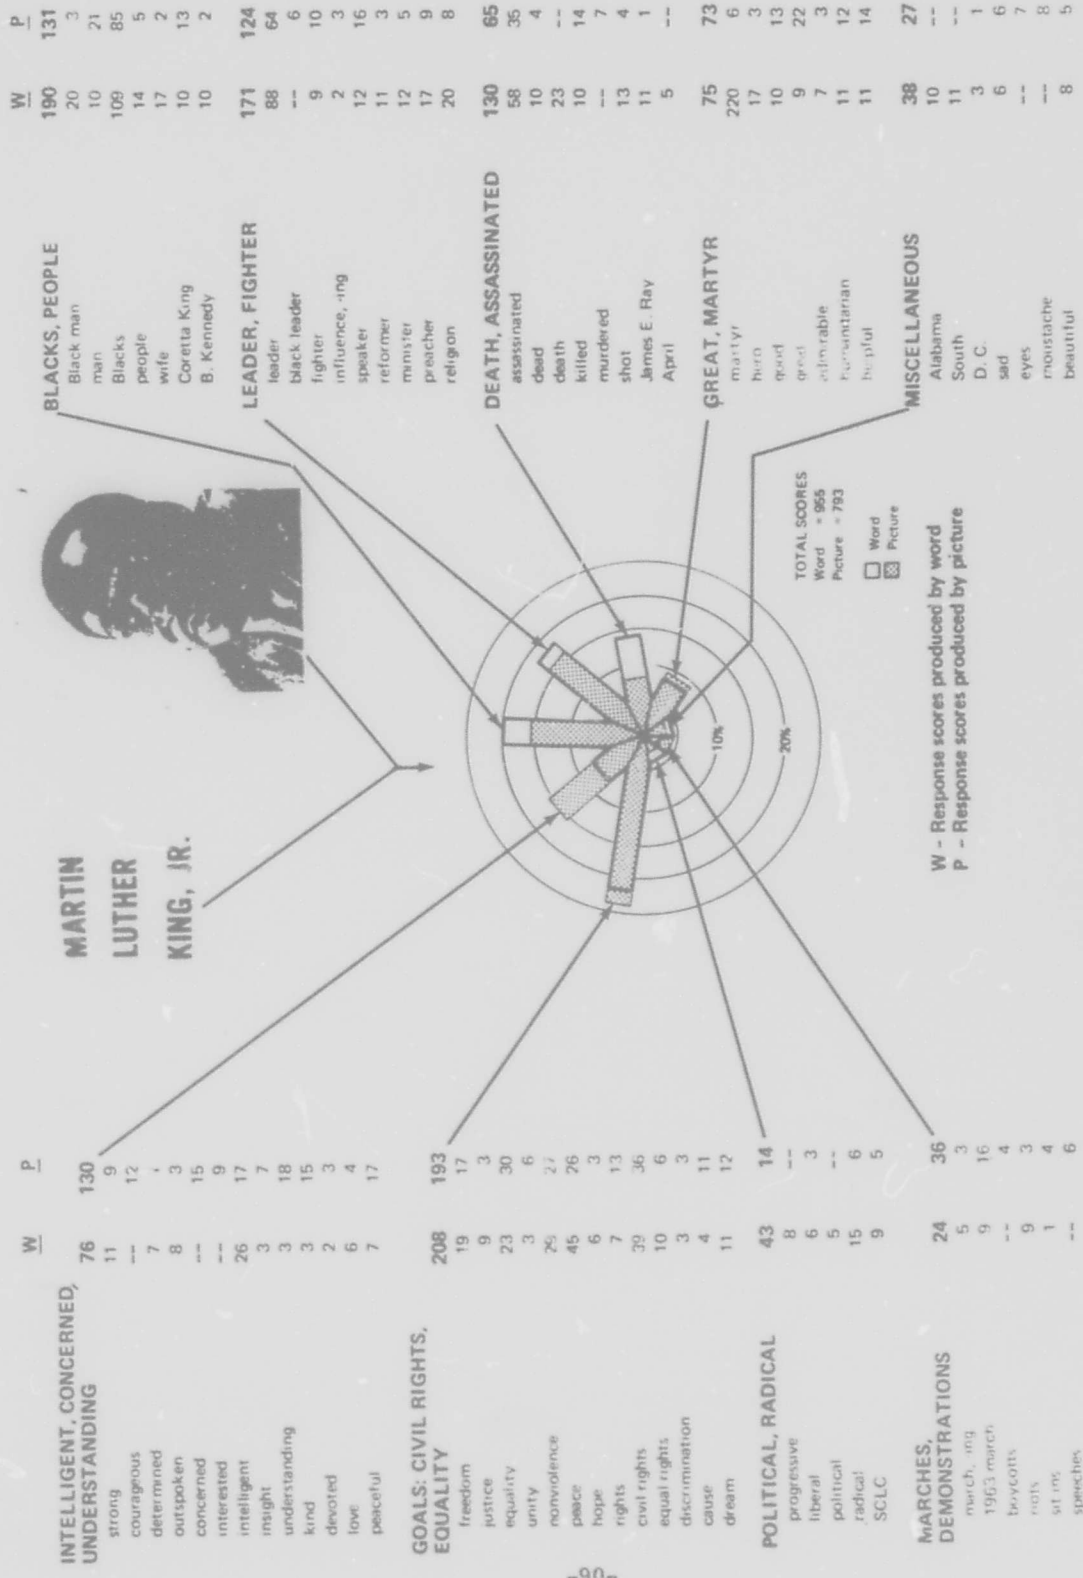 MARTIN
LUTHER
KING, JR.
W P
INTELLIGENT, CONCERNED,
UNDERSTANDING 76 130
strong 11 9
courageous -- 12
determined 7
outspoken 8 3
concerned -- 15
interested -- 9
intelligent 26 17
insight 3 7
understanding 3 18
kind 3 15
devoted 2 3
love 6 4
peaceful 7 17
GOALS: CIVIL RIGHTS,
EQUALITY 208 193
freedom 19 17
justice 9 3
equality 23 30
unity 3 6
nonviolence 27
peace 45 26
hope 6 3
rights 7 13
civil rights 39 36
equal rights 10 6
discrimination 3 3
cause 4 11
dream 11 12
POLITICAL, RADICAL 43 14
progressive 8 --
liberal 6 3
political 5 --
radical 15 6
SCLC 9 5
MARCHES,
DEMONSTRATIONS 24 36
march, -ing 5 3
1963 march 9 16
boycotts -- 4
riots 9 3
sit ins 1 4
speeches -- 6
10%
20%
TOTAL SCORES
Word = 955
Picture = 793
Word
Picture
W - Response scores produced by word
P - Response scores produced by picture
W P
BLACKS, PEOPLE 190 131
Black man 20 3
man 10 21
Blacks 109 85
people 14 5
wife 17 2
Coretta King 10 13
B. Kennedy 10 2
LEADER, FIGHTER 171 124
leader 88 64
black leader -- 6
fighter 9 10
influence, -ing 2 3
speaker 12 16
reformer 11 3
minister 12 5
preacher 17 9
religion 20 8
DEATH, ASSASSINATED 130 65
assassinated 58 35
dead 10 4
death 23 --
killed 10 14
murdered -- 7
shot 13 4
James E. Ray 11 1
April 5 --
GREAT, MARTYR 75 73
martyr 220 6
hero 17 3
good 10 13
great 9 22
admirable 7 3
humanitarian 11 12
helpful 11 14
MISCELLANEOUS 38 27
Alabama 10 --
South 11 --
D. C. 3 1
sad 6 6
eyes -- 7
moustache -- 8
beautiful 8 5
-90-